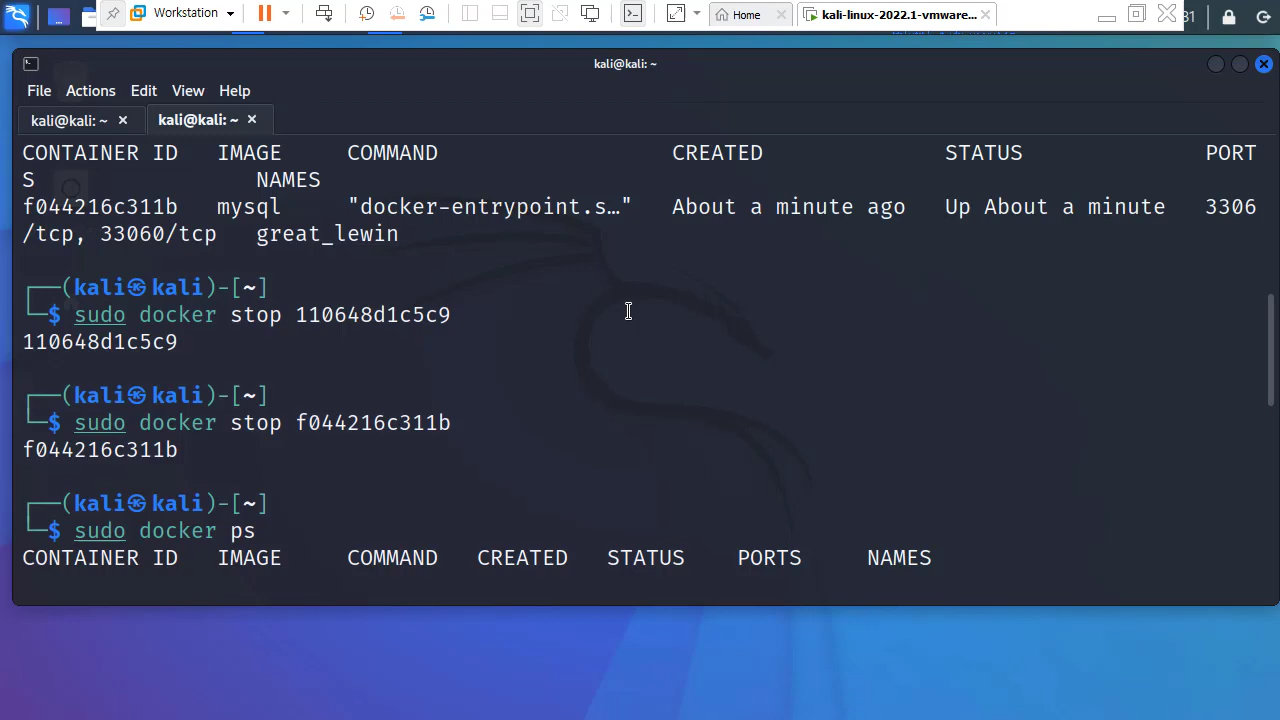 Workstation
Home
kali-linux-2022.1-vmware...
31
kali@kali: ~
File Actions Edit View Help
kali@kali: ~
kali@kali: ~
CONTAINER ID IMAGE COMMAND CREATED STATUS PORT
S NAMES
f044216c311b mysql "docker-entrypoint.s…" About a minute ago Up About a minute 3306
/tcp, 33060/tcp great_lewin
┌──(kali㉿kali)-[~]
└─$ sudo docker stop 110648d1c5c9
110648d1c5c9
┌──(kali㉿kali)-[~]
└─$ sudo docker stop f044216c311b
f044216c311b
┌──(kali㉿kali)-[~]
└─$ sudo docker ps
CONTAINER ID IMAGE COMMAND CREATED STATUS PORTS NAMES